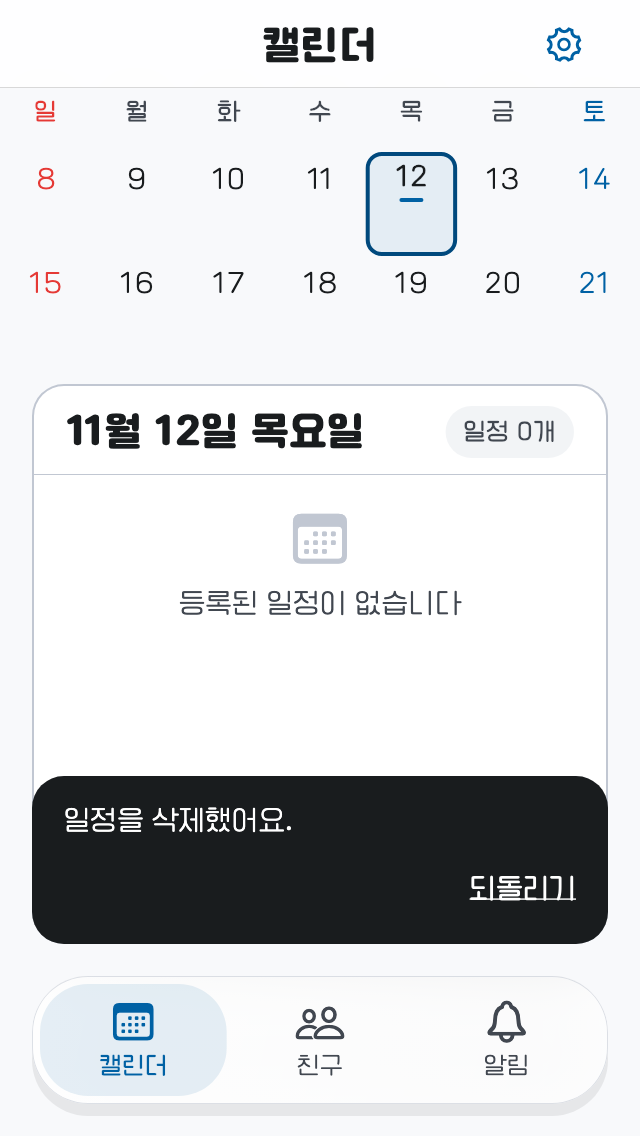 캘린더
일 월 화 수 목 금 토
8 9 10 11 12 13 14
15 16 17 18 19 20 21
11월 12일 목요일
일정 0개
등록된 일정이 없습니다
일정을 삭제했어요.
되돌리기
캘린더 친구 알림